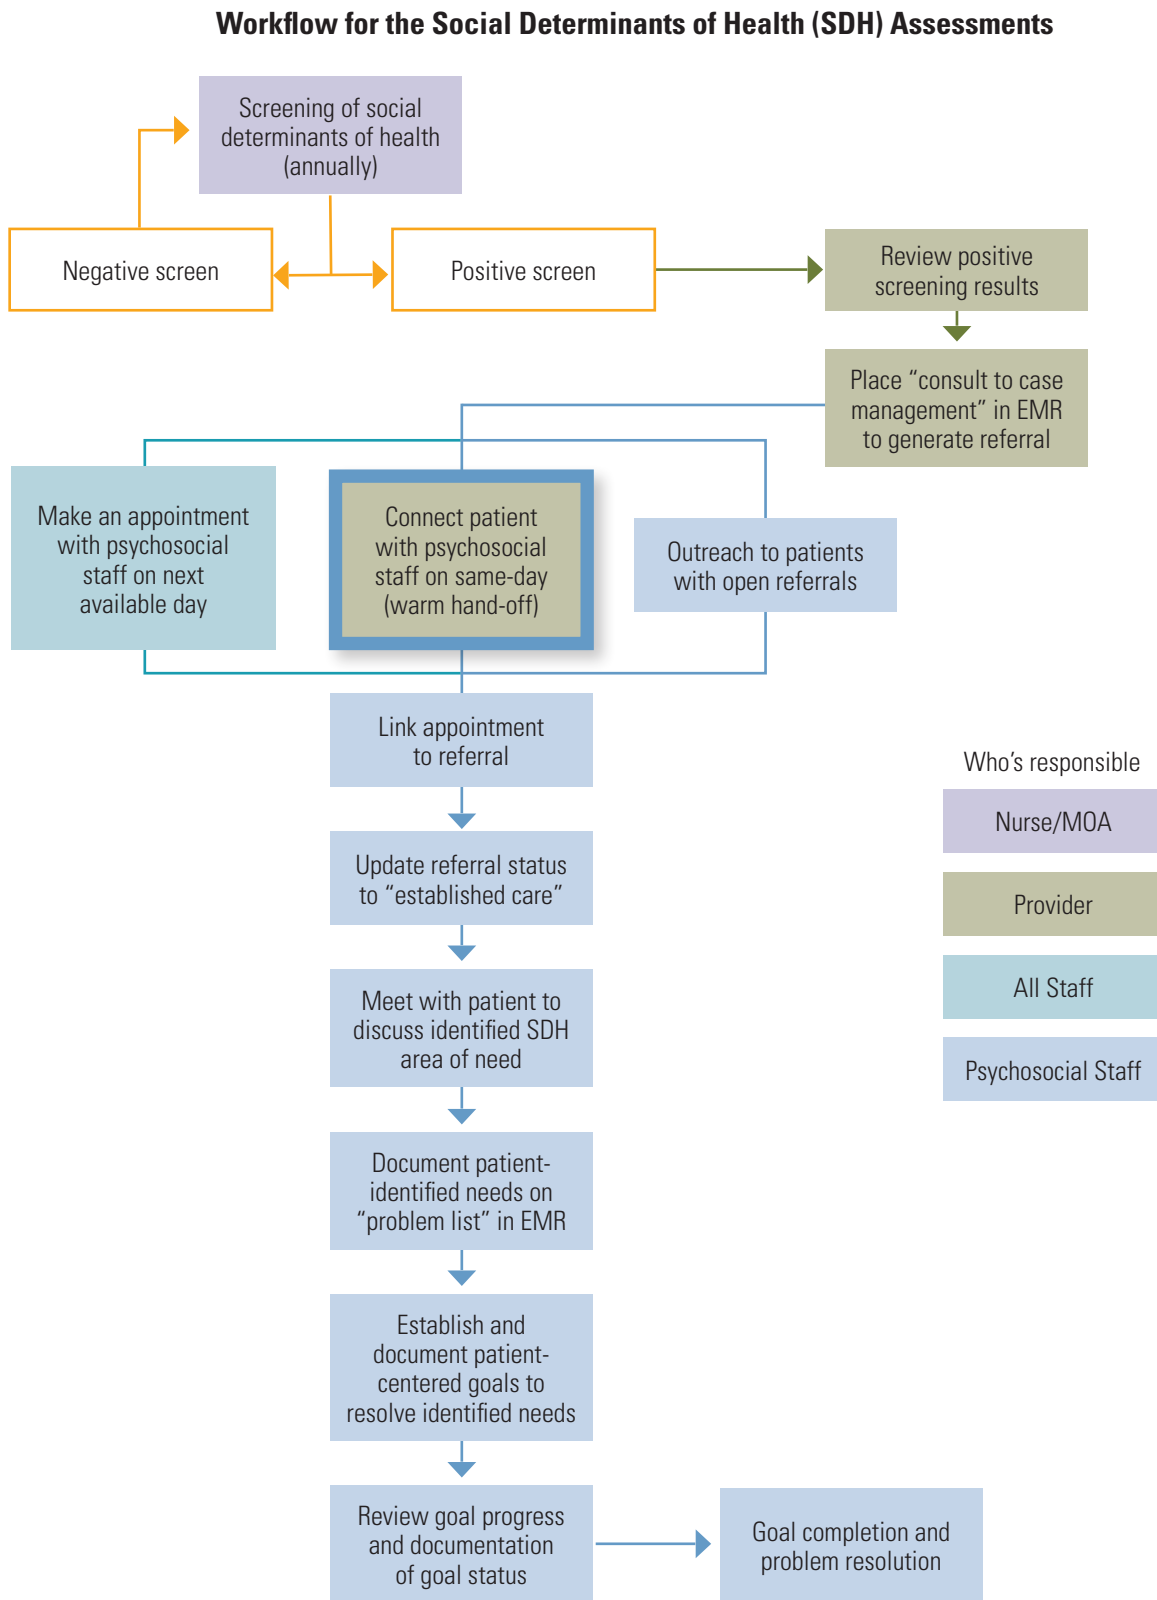 Workflow for the Social Determinants of Health (SDH) Assessments
Screening of social
determinants of health
(annually)
Negative screen
Positive screen
Review positive
screening results
Place “consult to case
management” in EMR
to generate referral
Make an appointment
with psychosocial
staff on next
available day
Connect patient
with psychosocial
staff on same-day
(warm hand-off)
Outreach to patients
with open referrals
Link appointment
to referral
Update referral status
to “established care”
Meet with patient to
discuss identified SDH
area of need
Document patient-
identified needs on
“problem list” in EMR
Establish and
document patient-
centered goals to
resolve identified needs
Review goal progress
and documentation
of goal status
Goal completion and
problem resolution
Who’s responsible
Nurse/MOA
Provider
All Staff
Psychosocial Staff